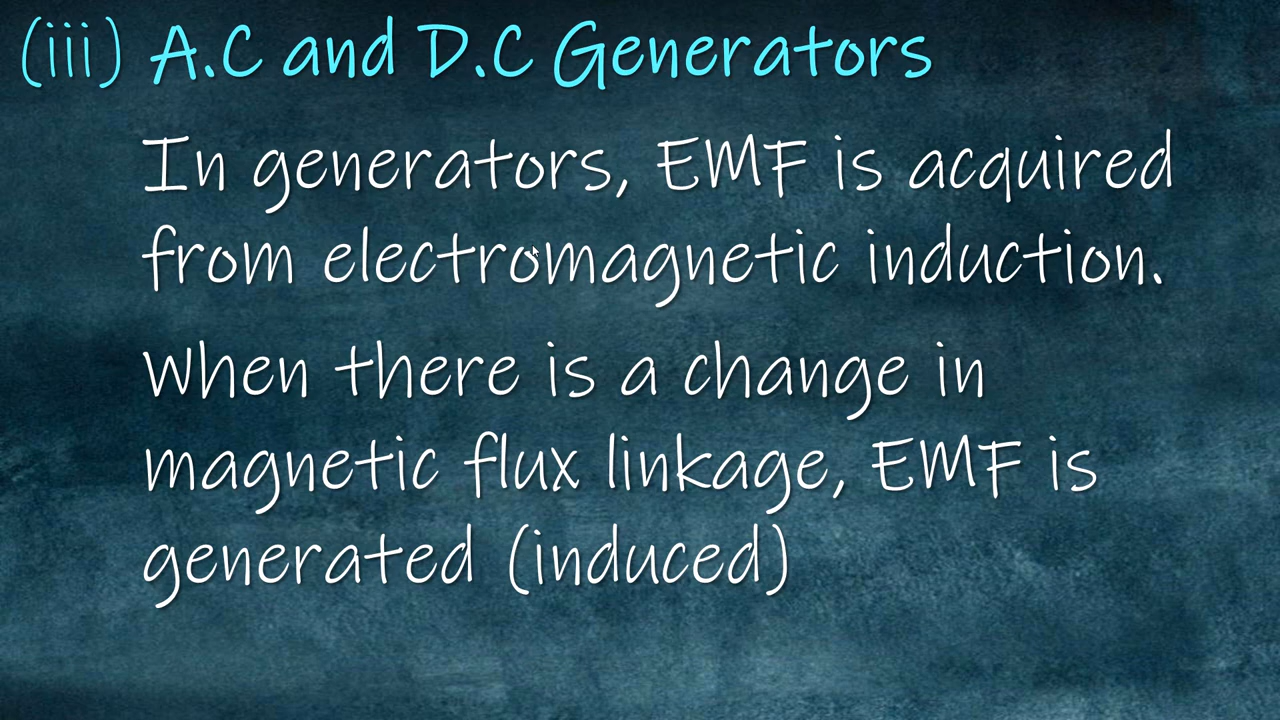 (iii) A.C and D.C Generators
In generators, EMF is acquired
from electromagnetic induction.
When there is a change in
magnetic flux linkage, EMF is
generated (induced)